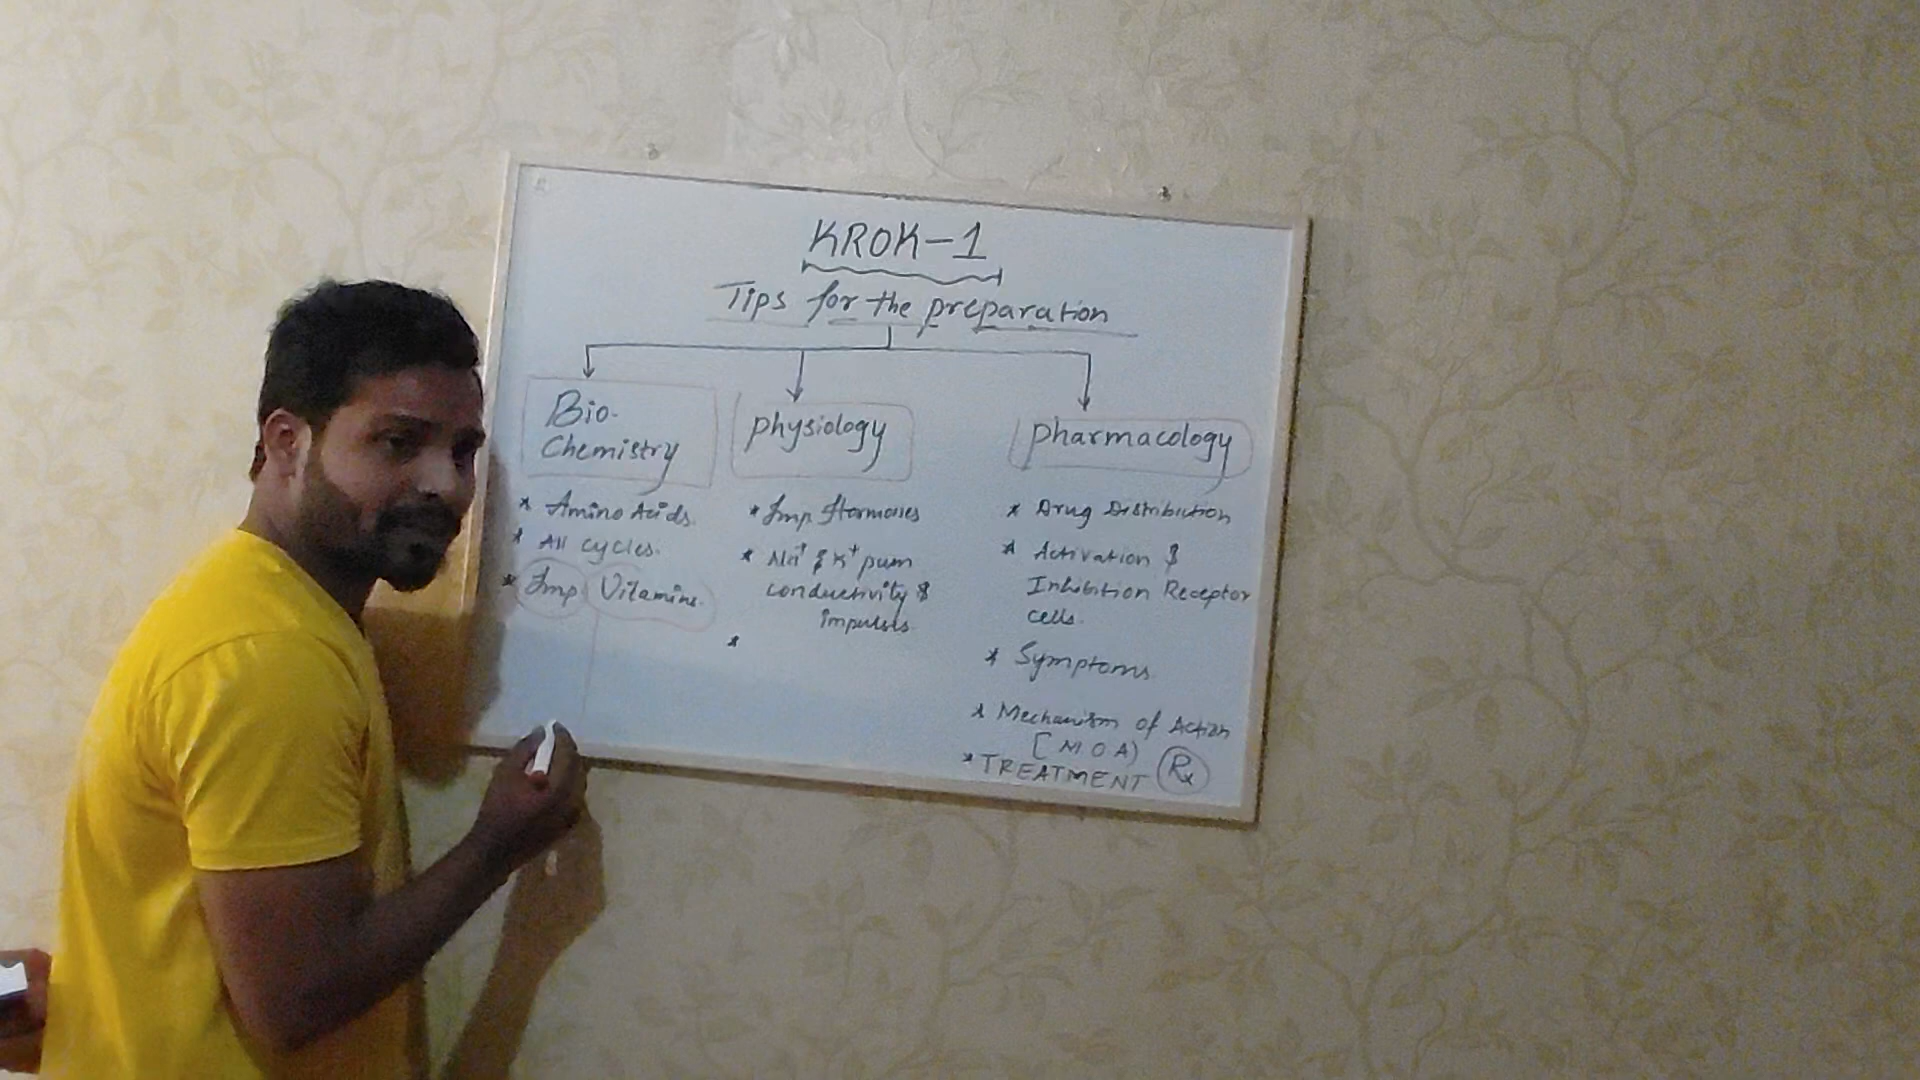 KROK-1
Tips for the preparation
Bio-
Chemistry
* Amino Acids.
* All cycles.
* Imp Vitamins.
physiology
* Imp Hormones
* Na+ & K+ pum
conductivity &
impulses.
*
pharmacology
* Drug Distribution
* Activation &
Inhibition Receptor
cells.
* Symptoms.
* Mechanism of Action
[MOA)
* TREATMENT Rx